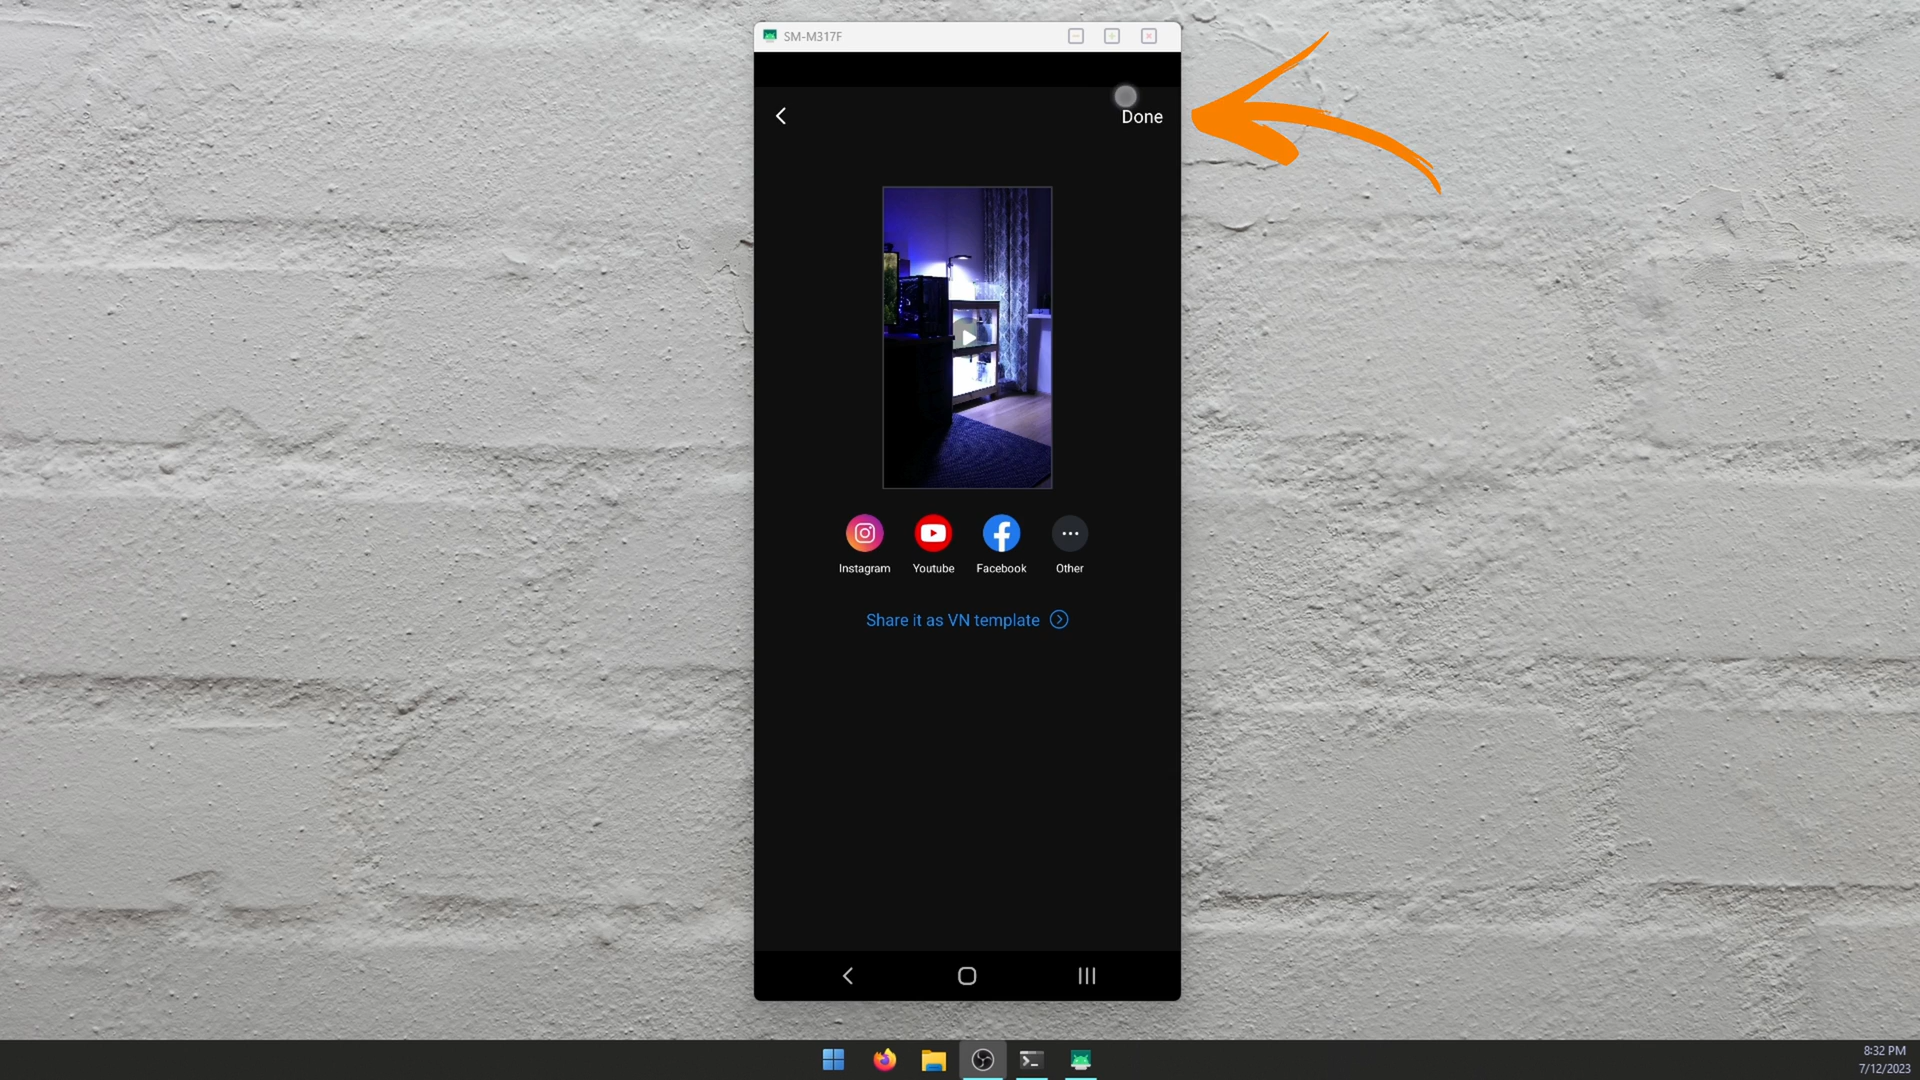 SM-M317F
Done
Instagram Youtube Facebook Other
Share it as VN template
8:32 PM
7/12/2023